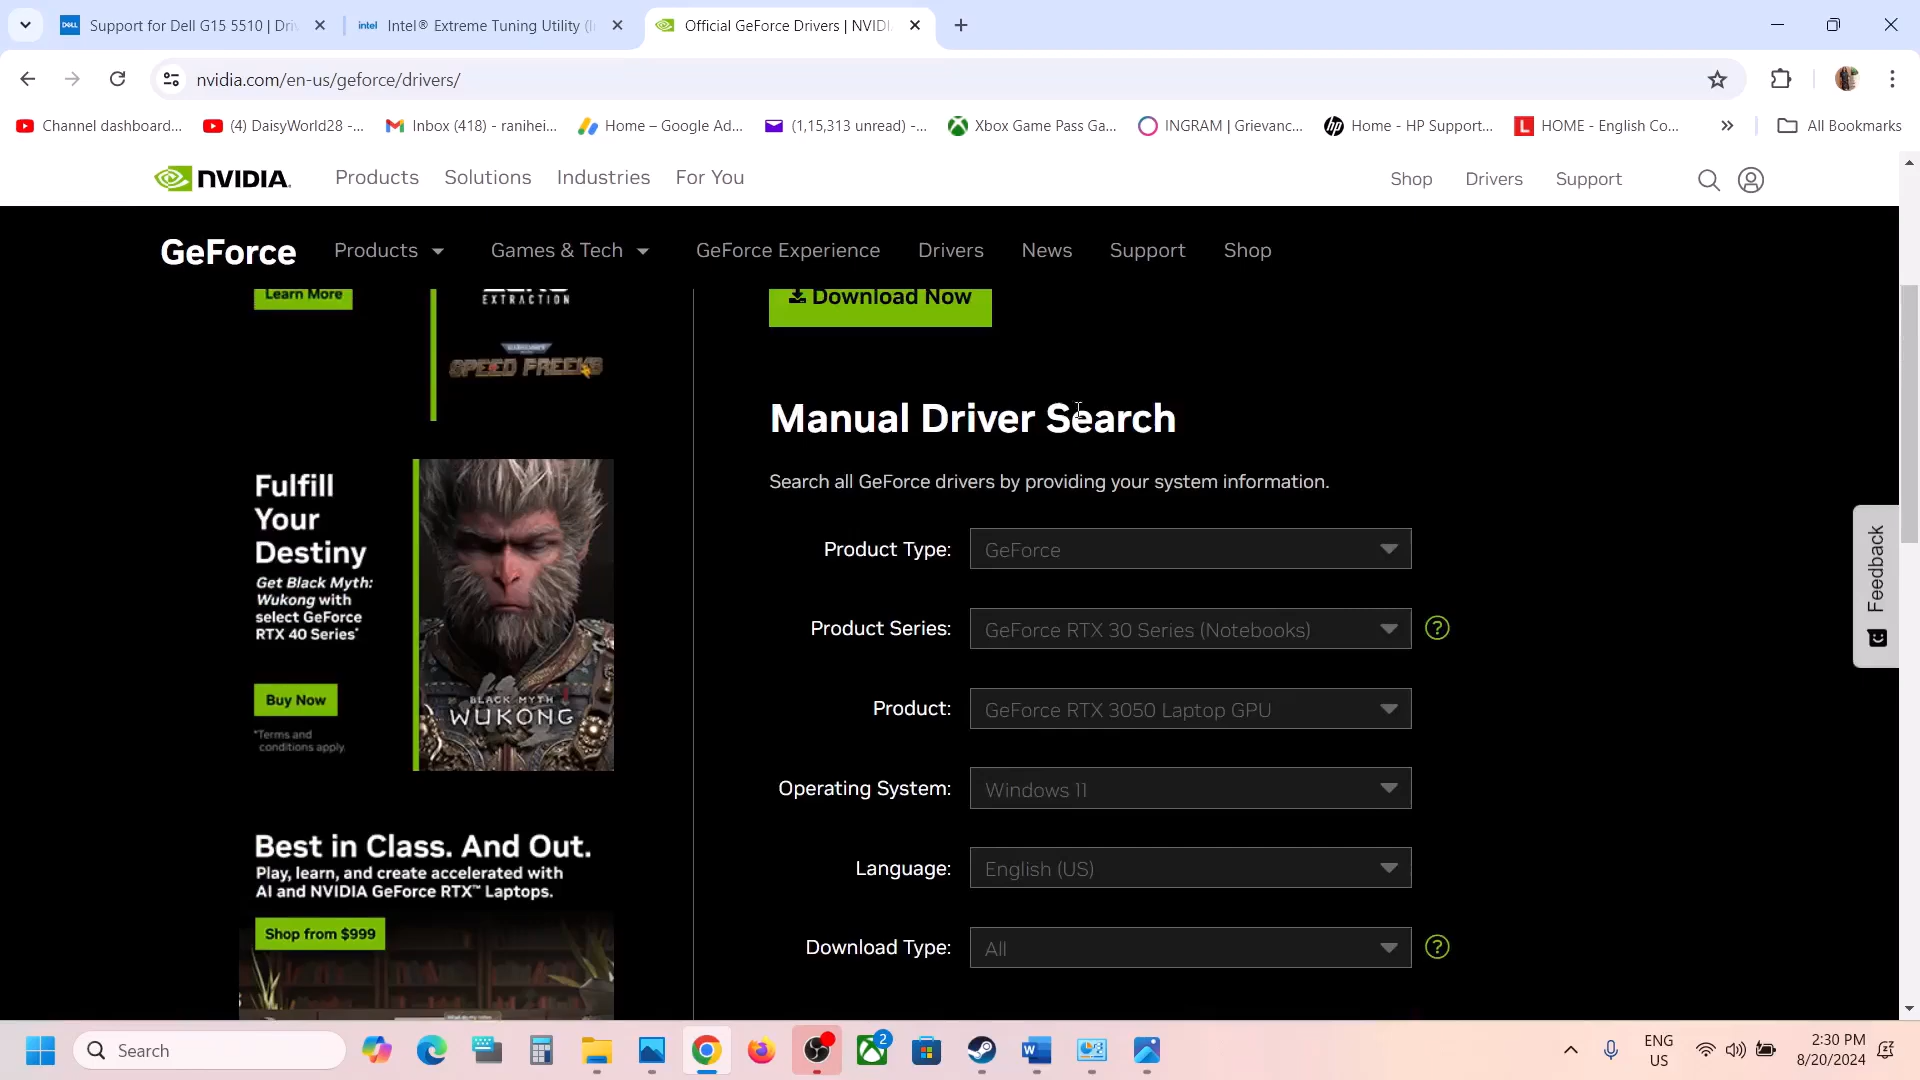 Support for Dell G15 5510 | Dri
intel Intel® Extreme Tuning Utility (I
Official GeForce Drivers | NVIDI
nvidia.com/en-us/geforce/drivers/
Channel dashboard...
(4) DaisyWorld28 -...
Inbox (418) - ranihei...
Home – Google Ad...
(1,15,313 unread) -...
Xbox Game Pass Ga...
INGRAM | Grievanc...
Home - HP Support...
HOME - English Co...
All Bookmarks
NVIDIA.
Products
Solutions
Industries
For You
Shop
Drivers
Support
GeForce
Products
Games & Tech
GeForce Experience
Drivers
News
Support
Shop
Learn More
EXTRACTION
SPEED FREEKS
Download Now
Manual Driver Search
Search all GeForce drivers by providing your system information.
Product Type: GeForce
Product Series: GeForce RTX 30 Series (Notebooks) ?
Product: GeForce RTX 3050 Laptop GPU
Operating System: Windows 11
Language: English (US)
Download Type: All ?
Fulfill
Your
Destiny
Get Black Myth:
Wukong with
select GeForce
RTX 40 Series*
Buy Now
*Terms and
conditions apply.
BLACK MYTH
WUKONG
Best in Class. And Out.
Play, learn, and create accelerated with
AI and NVIDIA GeForce RTX™ Laptops.
Shop from $999
Feedback
Search
2
ENG
US
2:30 PM
8/20/2024